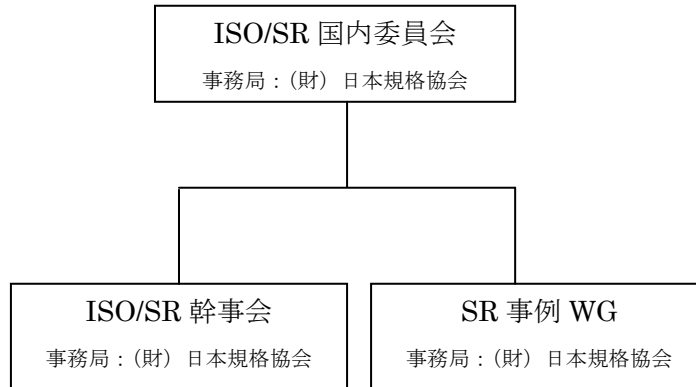 ISO/SR 国内委員会
事務局：（財）日本規格協会
ISO/SR 幹事会
事務局：（財）日本規格協会
SR 事例 WG
事務局：（財）日本規格協会